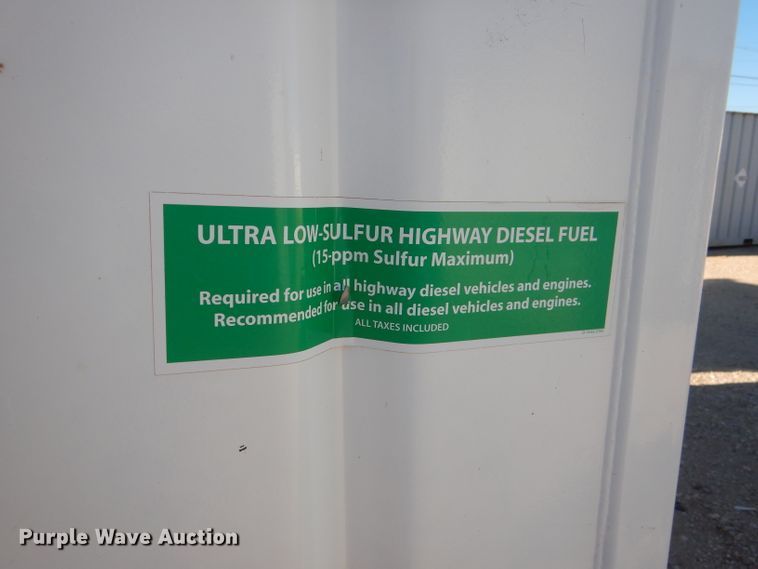 ULTRA LOW-SULFUR HIGHWAY DIESEL FUEL
(15-ppm Sulfur Maximum)
Required for use in all highway diesel vehicles and engines.
Recommended for use in all diesel vehicles and engines.
ALL TAXES INCLUDED
Purple Wave Auction